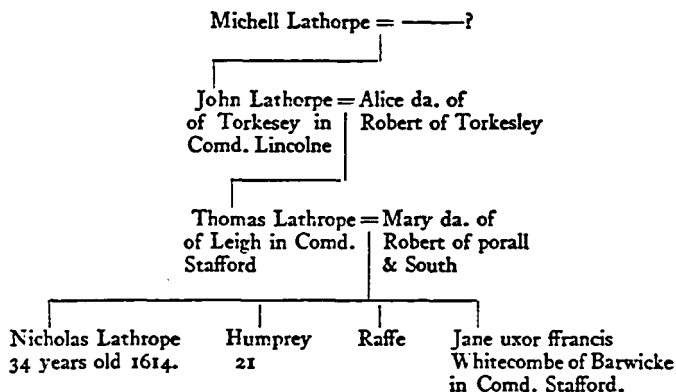 Michell Lathorpe = ———?
John Lathorpe = Alice da. of
of Torkesey in Robert of Torkesley
Comd. Lincolne
Thomas Lathrope = Mary da. of
of Leigh in Comd. Robert of porall
Stafford & South
Nicholas Lathrope Humprey Raffe Jane uxor ffrancis
34 years old 1614. 21 Whitecombe of Barwicke
in Comd. Stafford.